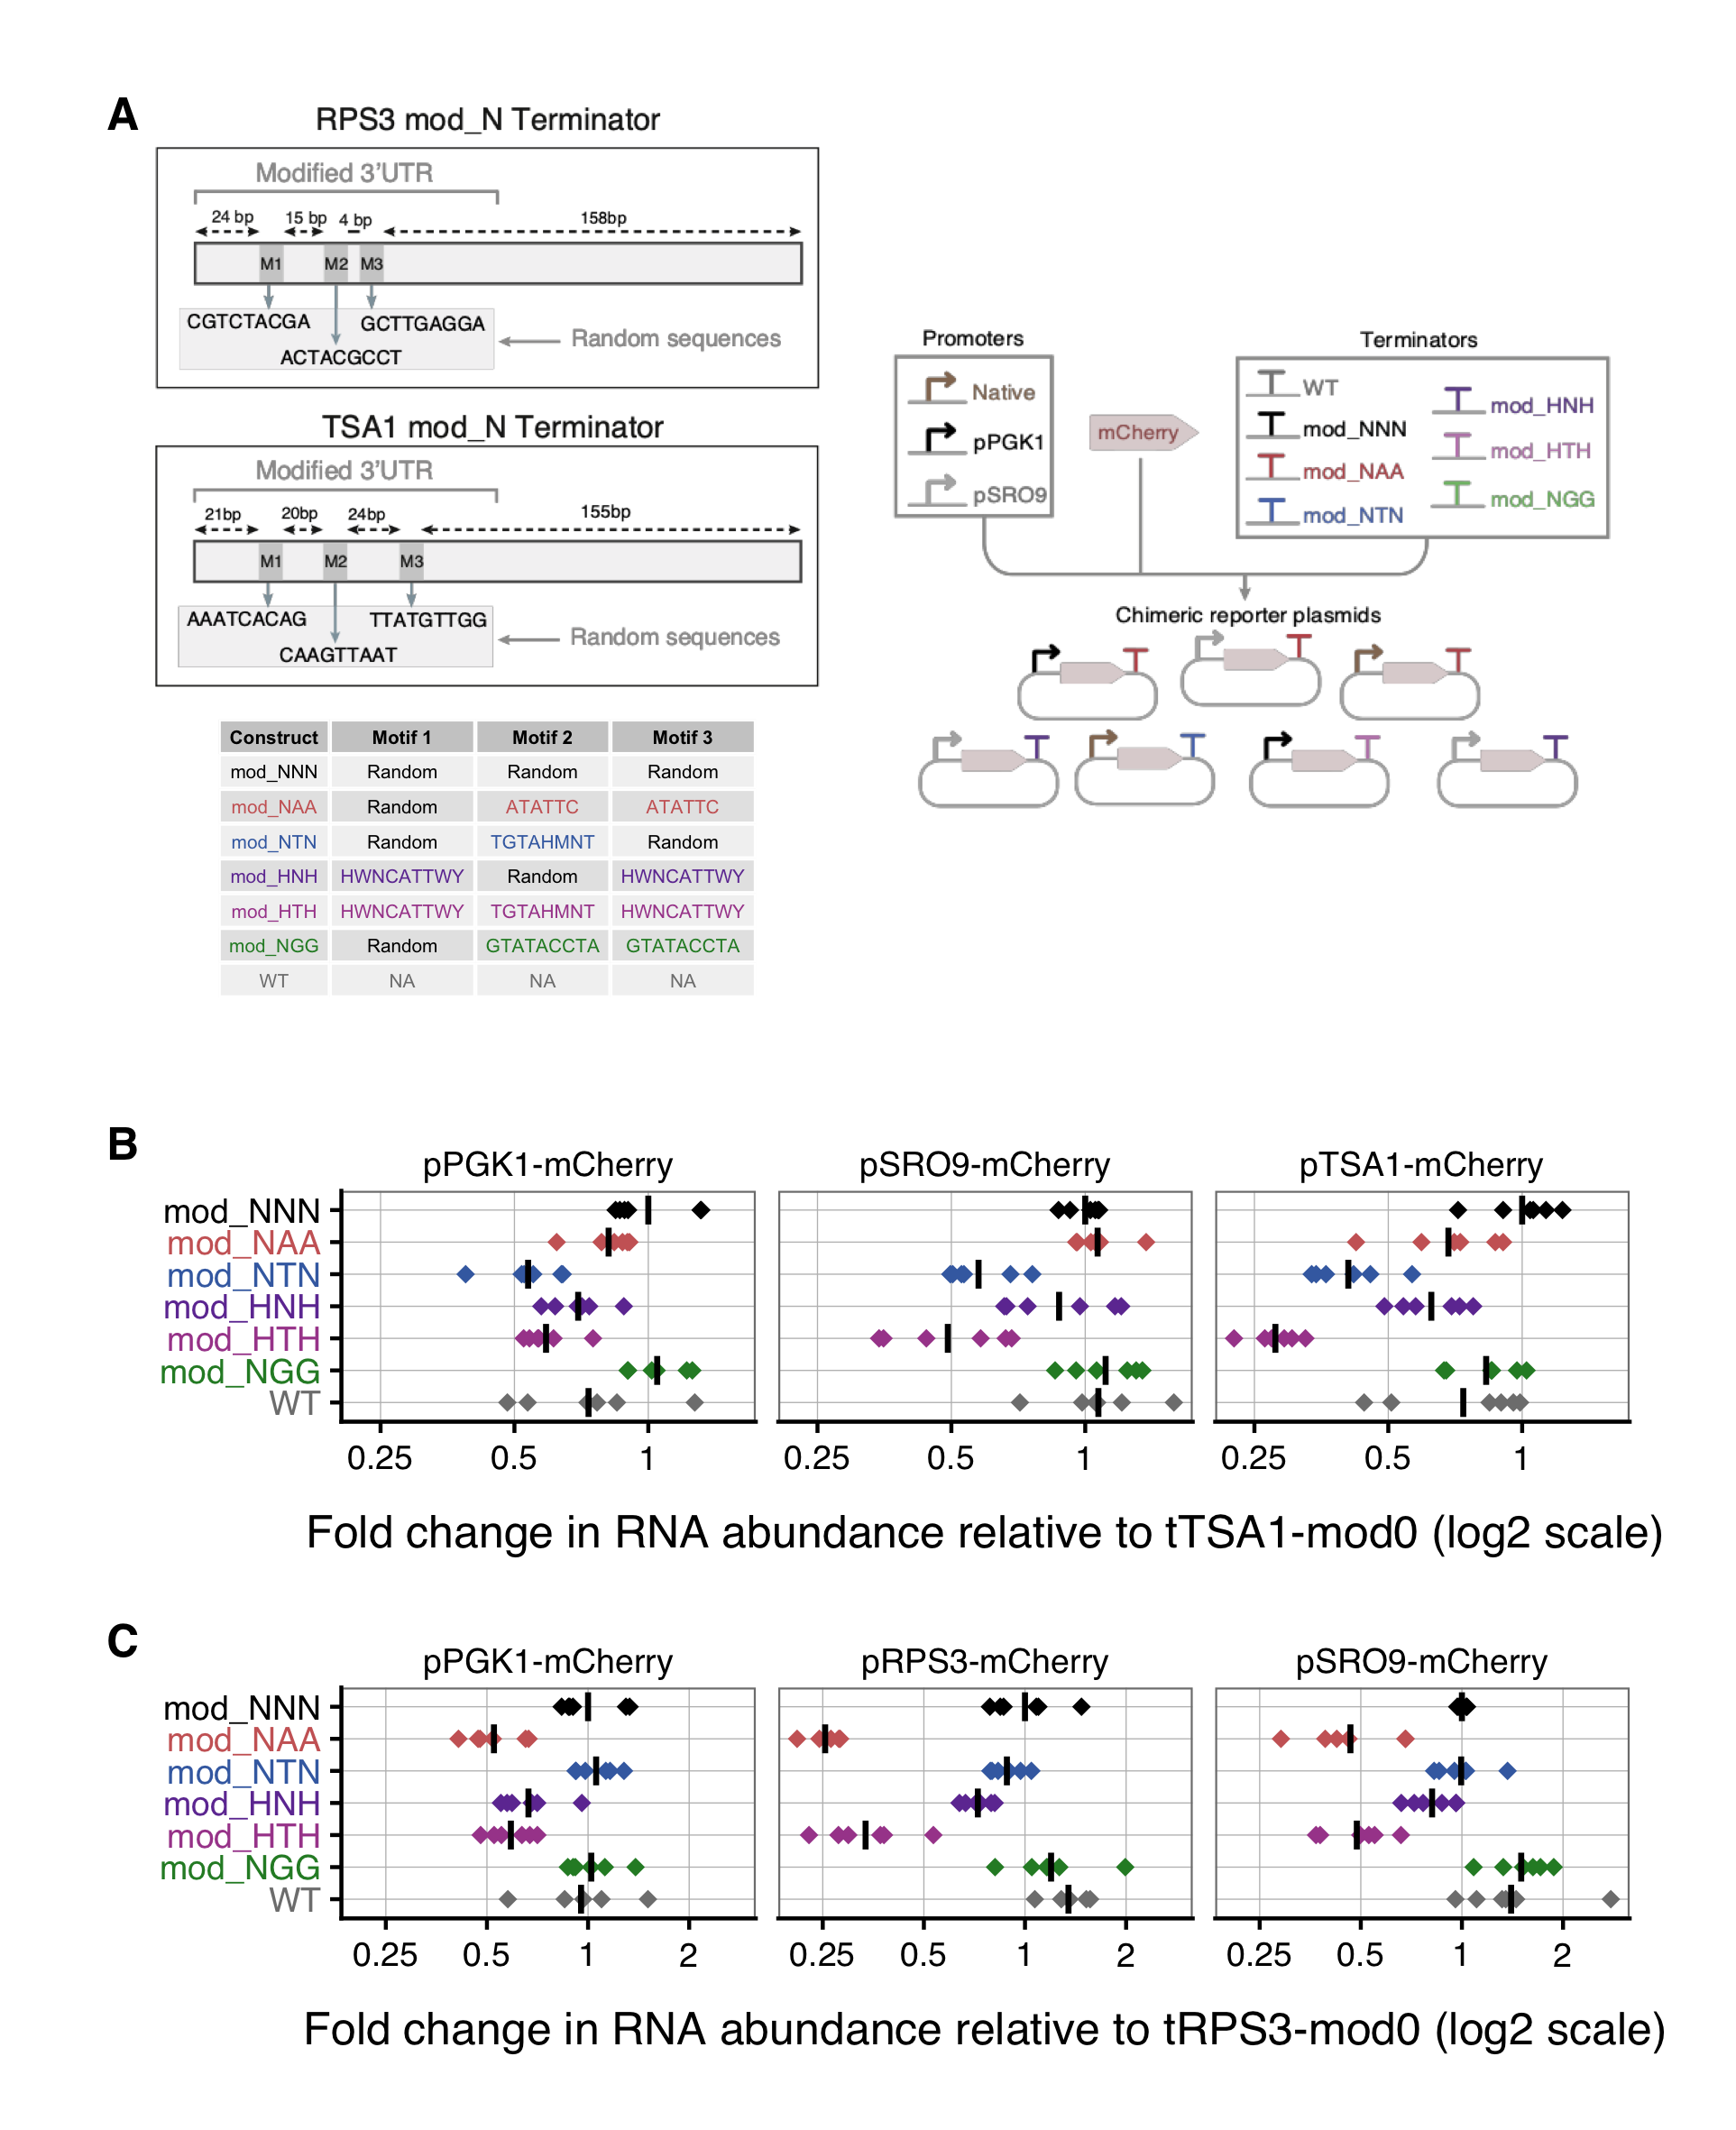 A
RPS3 mod_N Terminator
Modified 3'UTR
24 bp 15 bp 4 bp 158bp
M1 M2 M3
CGTCTACGA GCTTGAGGA
ACTACGCCT
Random sequences
TSA1 mod_N Terminator
Modified 3'UTR
21bp 20bp 24bp 155bp
M1 M2 M3
AAATCACAG TTATGTTGG
CAAGTTAAT
Random sequences
Construct Motif 1 Motif 2 Motif 3
mod_NNN Random Random Random
mod_NAA Random ATATTC ATATTC
mod_NTN Random TGTAHMNT Random
mod_HNH HWNCATTWY Random HWNCATTWY
mod_HTH HWNCATTWY TGTAHMNT HWNCATTWY
mod_NGG Random GTATACCTA GTATACCTA
WT NA NA NA
Promoters
Native
pPGK1
pSRO9
mCherry
Terminators
WT
mod_NNN
mod_NAA
mod_NTN
mod_HNH
mod_HTH
mod_NGG
Chimeric reporter plasmids
B
pPGK1-mCherry pSRO9-mCherry pTSA1-mCherry
mod_NNN
mod_NAA
mod_NTN
mod_HNH
mod_HTH
mod_NGG
WT
0.25 0.5 1 0.25 0.5 1 0.25 0.5 1
Fold change in RNA abundance relative to tTSA1-mod0 (log2 scale)
C
pPGK1-mCherry pRPS3-mCherry pSRO9-mCherry
mod_NNN
mod_NAA
mod_NTN
mod_HNH
mod_HTH
mod_NGG
WT
0.25 0.5 1 2 0.25 0.5 1 2 0.25 0.5 1 2
Fold change in RNA abundance relative to tRPS3-mod0 (log2 scale)